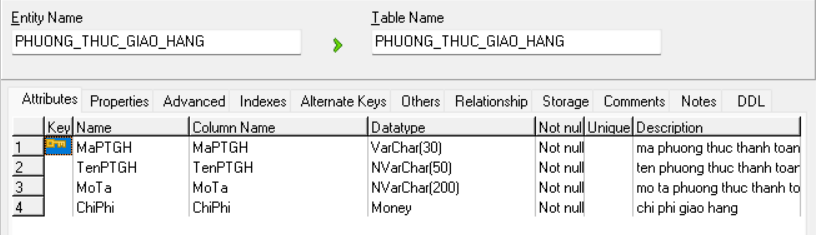 Entity Name Table Name
PHUONG_THUC_GIAO_HANG PHUONG_THUC_GIAO_HANG
Attributes Properties Advanced Indexes Alternate Keys Others Relationship Storage Comments Notes DDL
Key Name Column Name Datatype Not nul Unique Description
1 MaPTGH MaPTGH VarChar(30) Not null ma phuong thuc thanh toan
2 TenPTGH TenPTGH NVarChar(50) Not null ten phuong thuc thanh toan
3 MoTa MoTa NVarChar(200) Not null mo ta phuong thuc thanh to
4 ChiPhi ChiPhi Money Not null chi phi giao hang